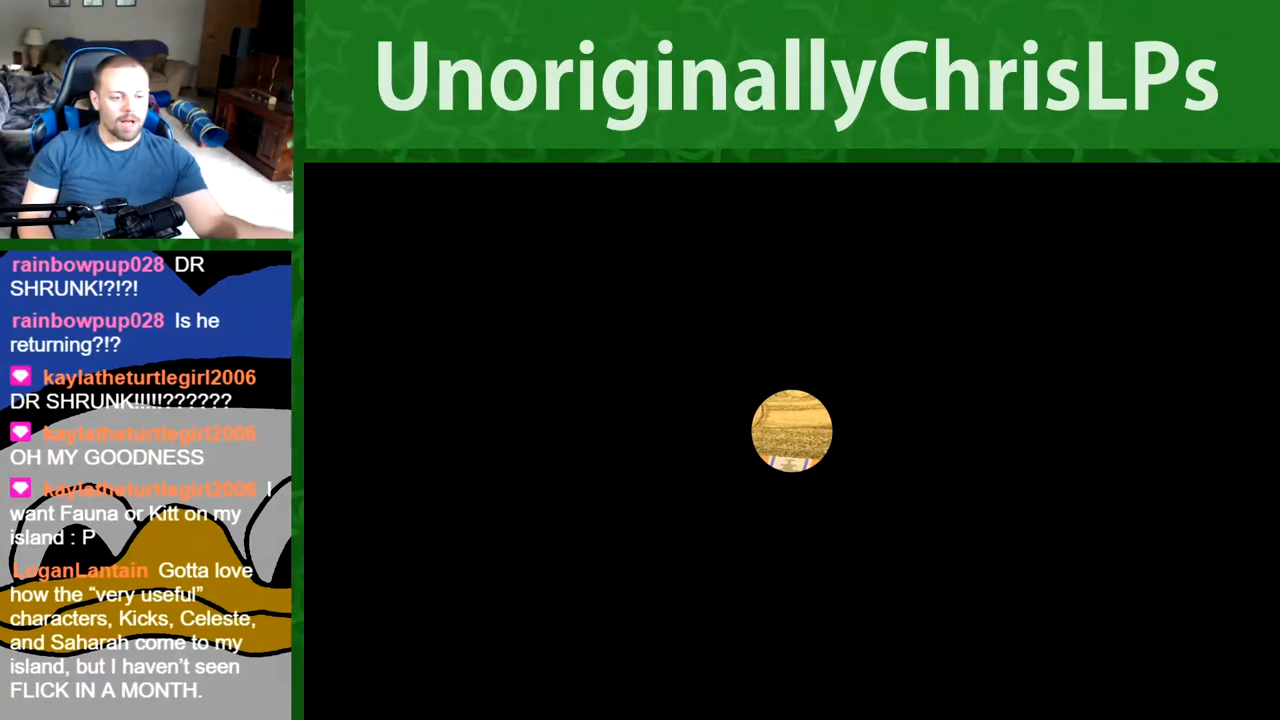 UnoriginallyChrisLPs
rainbowpup028 DR
SHRUNK!?!?!
rainbowpup028 Is he
returning?!?
kaylatheturtlegirl2006
DR SHRUNK!!!!!??????
kaylatheturtlegirl2006
OH MY GOODNESS
kaylatheturtlegirl2006 I
want Fauna or Kitt on my
island : P
LoganLantain Gotta love
how the “very useful”
characters, Kicks, Celeste,
and Saharah come to my
island, but I haven’t seen
FLICK IN A MONTH.